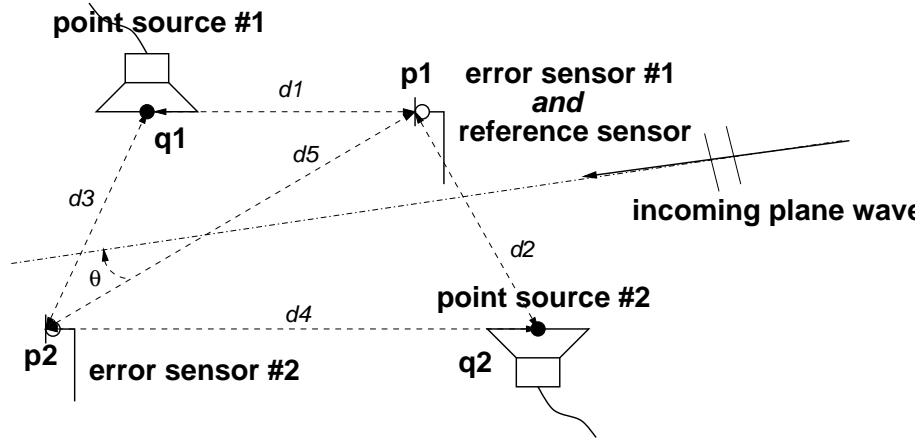 point source #1
p1
error sensor #1
and
reference sensor
d1
q1
d5
d3
incoming plane wave
d2
θ
point source #2
d4
p2
q2
error sensor #2